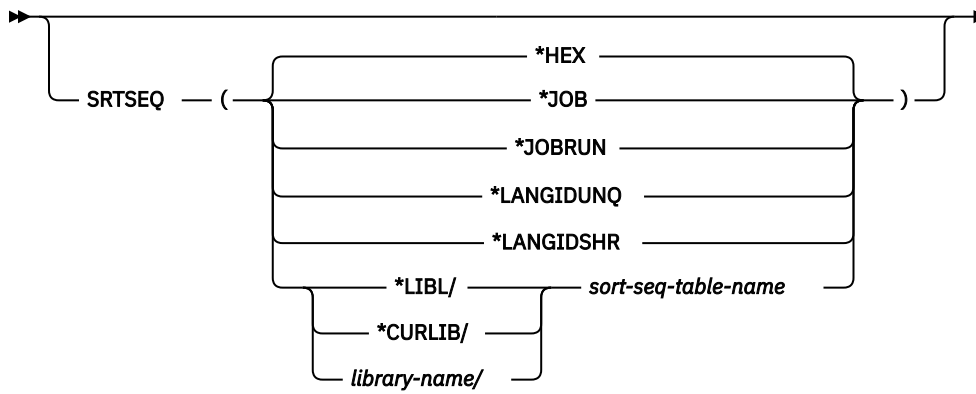 *HEX
SRTSEQ ( *JOB )
*JOBRUN
*LANGIDUNQ
*LANGIDSHR
*LIBL/ sort-seq-table-name
*CURLIB/
library-name/